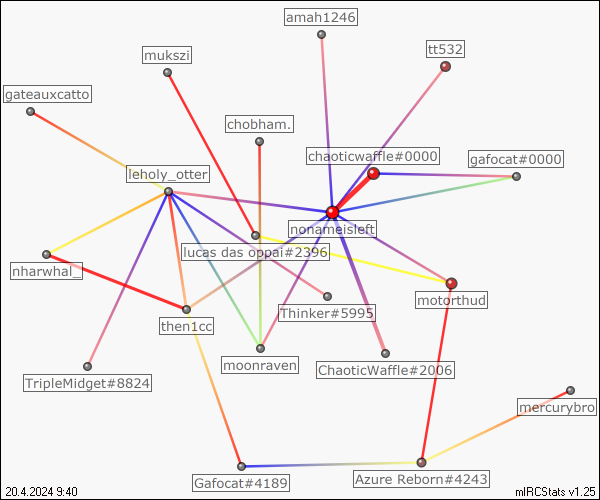 amah1246
tt532
mukszi
gateauxcatto
chobham.
chaoticwaffle#0000
gafocat#0000
leholy_otter
nonameisleft
lucas das oppai#2396
nharwhal_
motorthud
Thinker#5995
then1cc
moonraven
ChaoticWaffle#2006
TripleMidget#8824
mercurybro
Azure Reborn#4243
Gafocat#4189
20.4.2024 9:40
mIRCStats v1.25